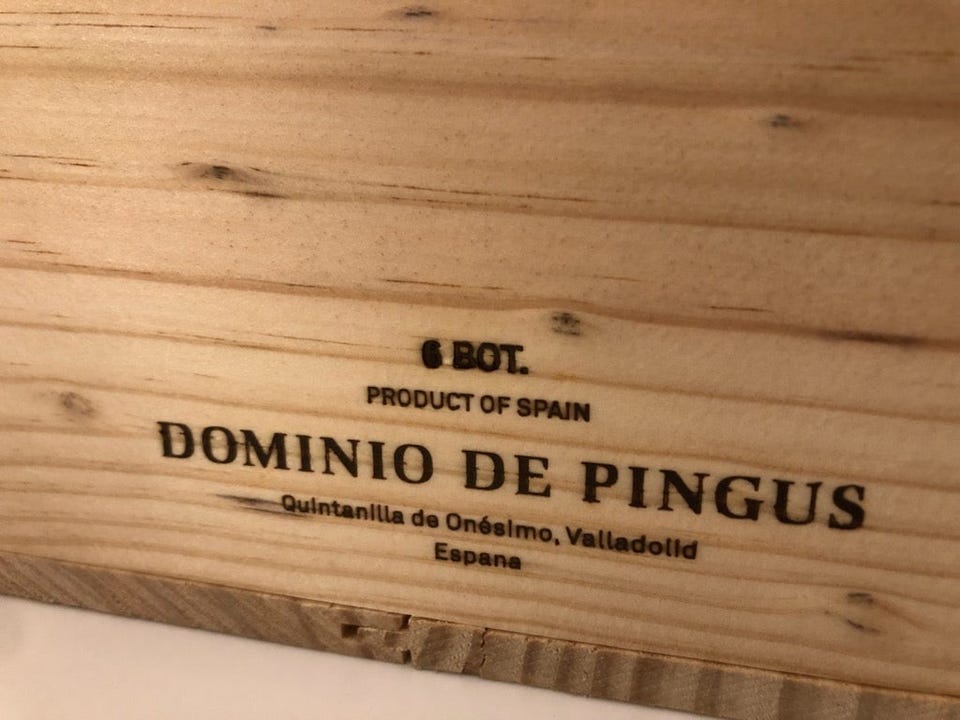 6 BOT.
PRODUCT OF SPAIN
DOMINIO DE PINGUS
Quintanilla de Onésimo, Valladolid
Espana